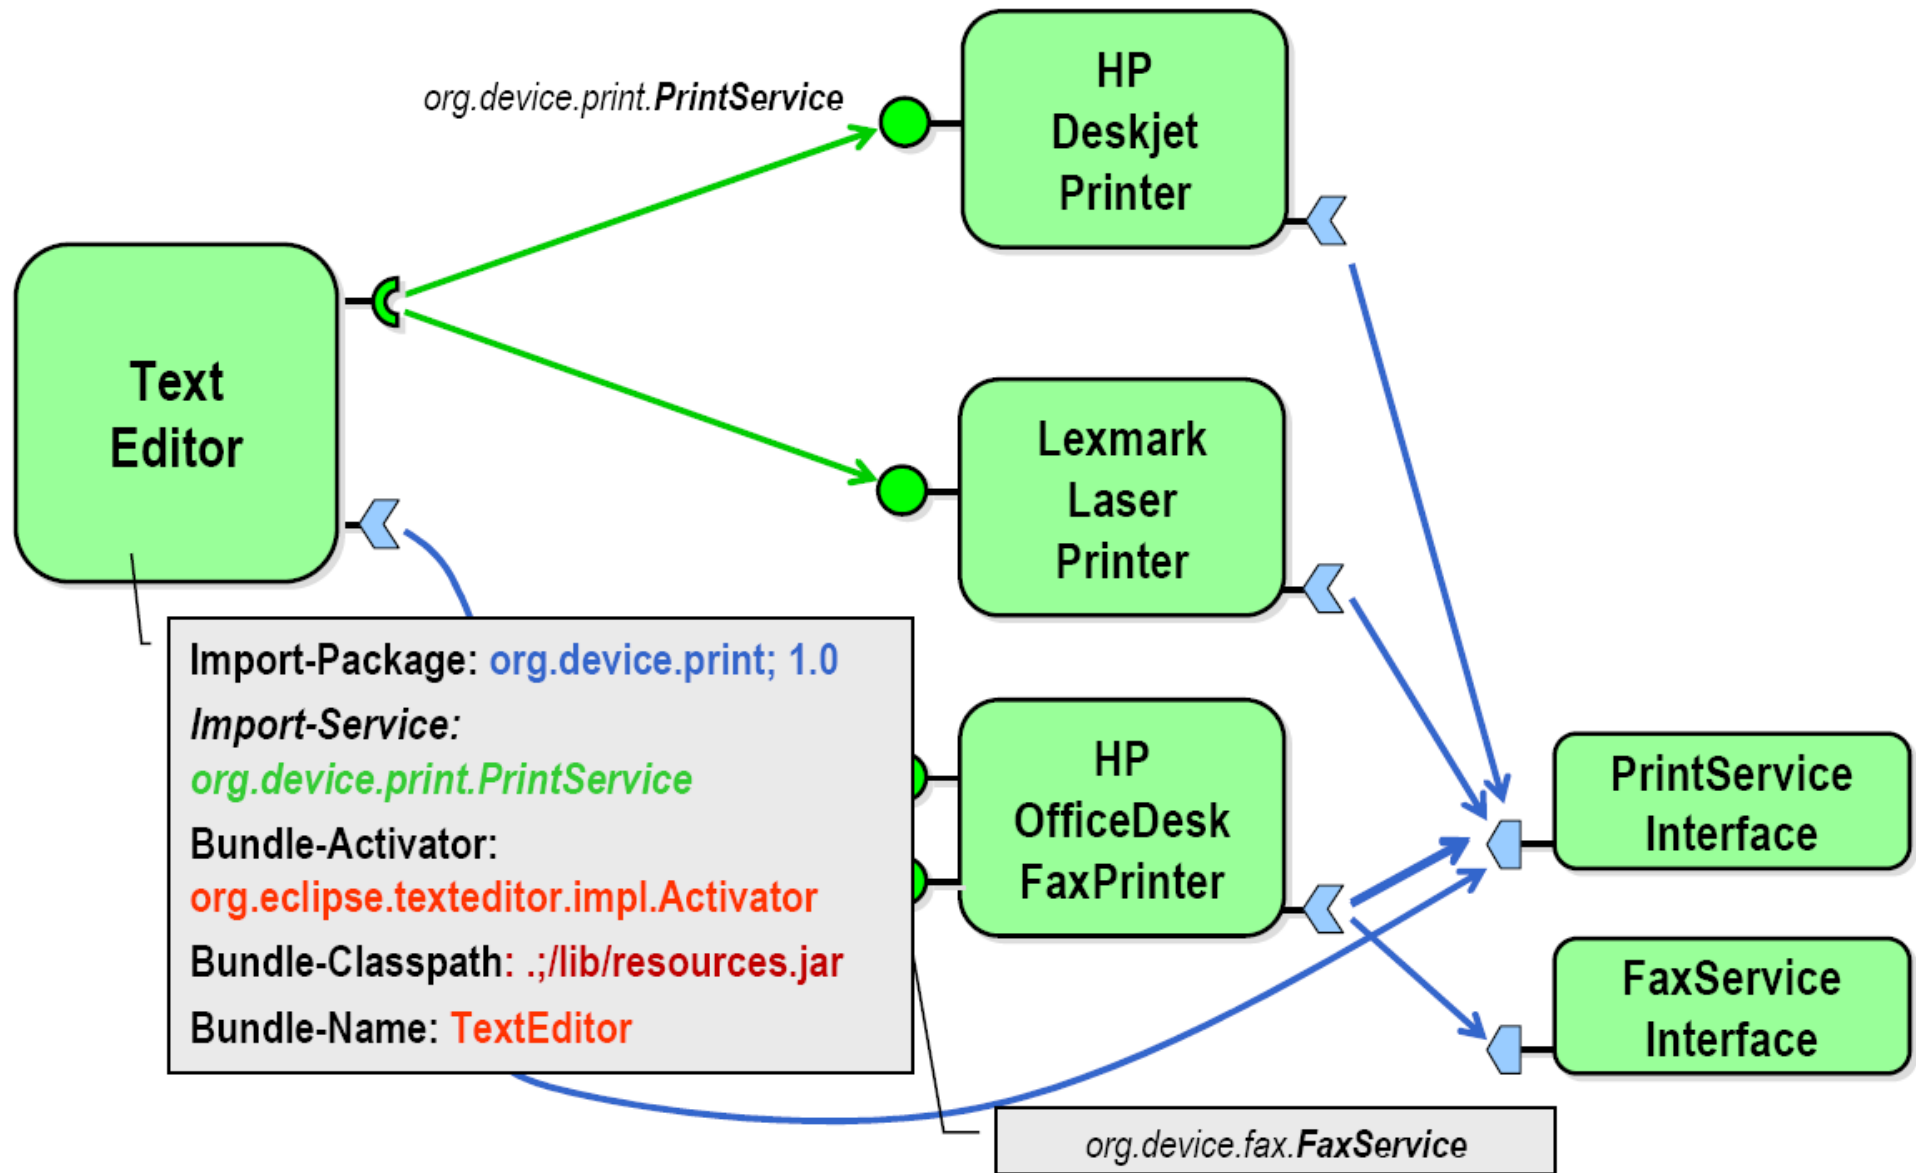 org.device.print.PrintService
HP
Deskjet
Printer
Text
Editor
Lexmark
Laser
Printer
Import-Package: org.device.print; 1.0
Import-Service:
org.device.print.PrintService
Bundle-Activator:
org.eclipse.texteditor.impl.Activator
Bundle-Classpath: .;/lib/resources.jar
Bundle-Name: TextEditor
HP
OfficeDesk
FaxPrinter
PrintService
Interface
FaxService
Interface
org.device.fax.FaxService